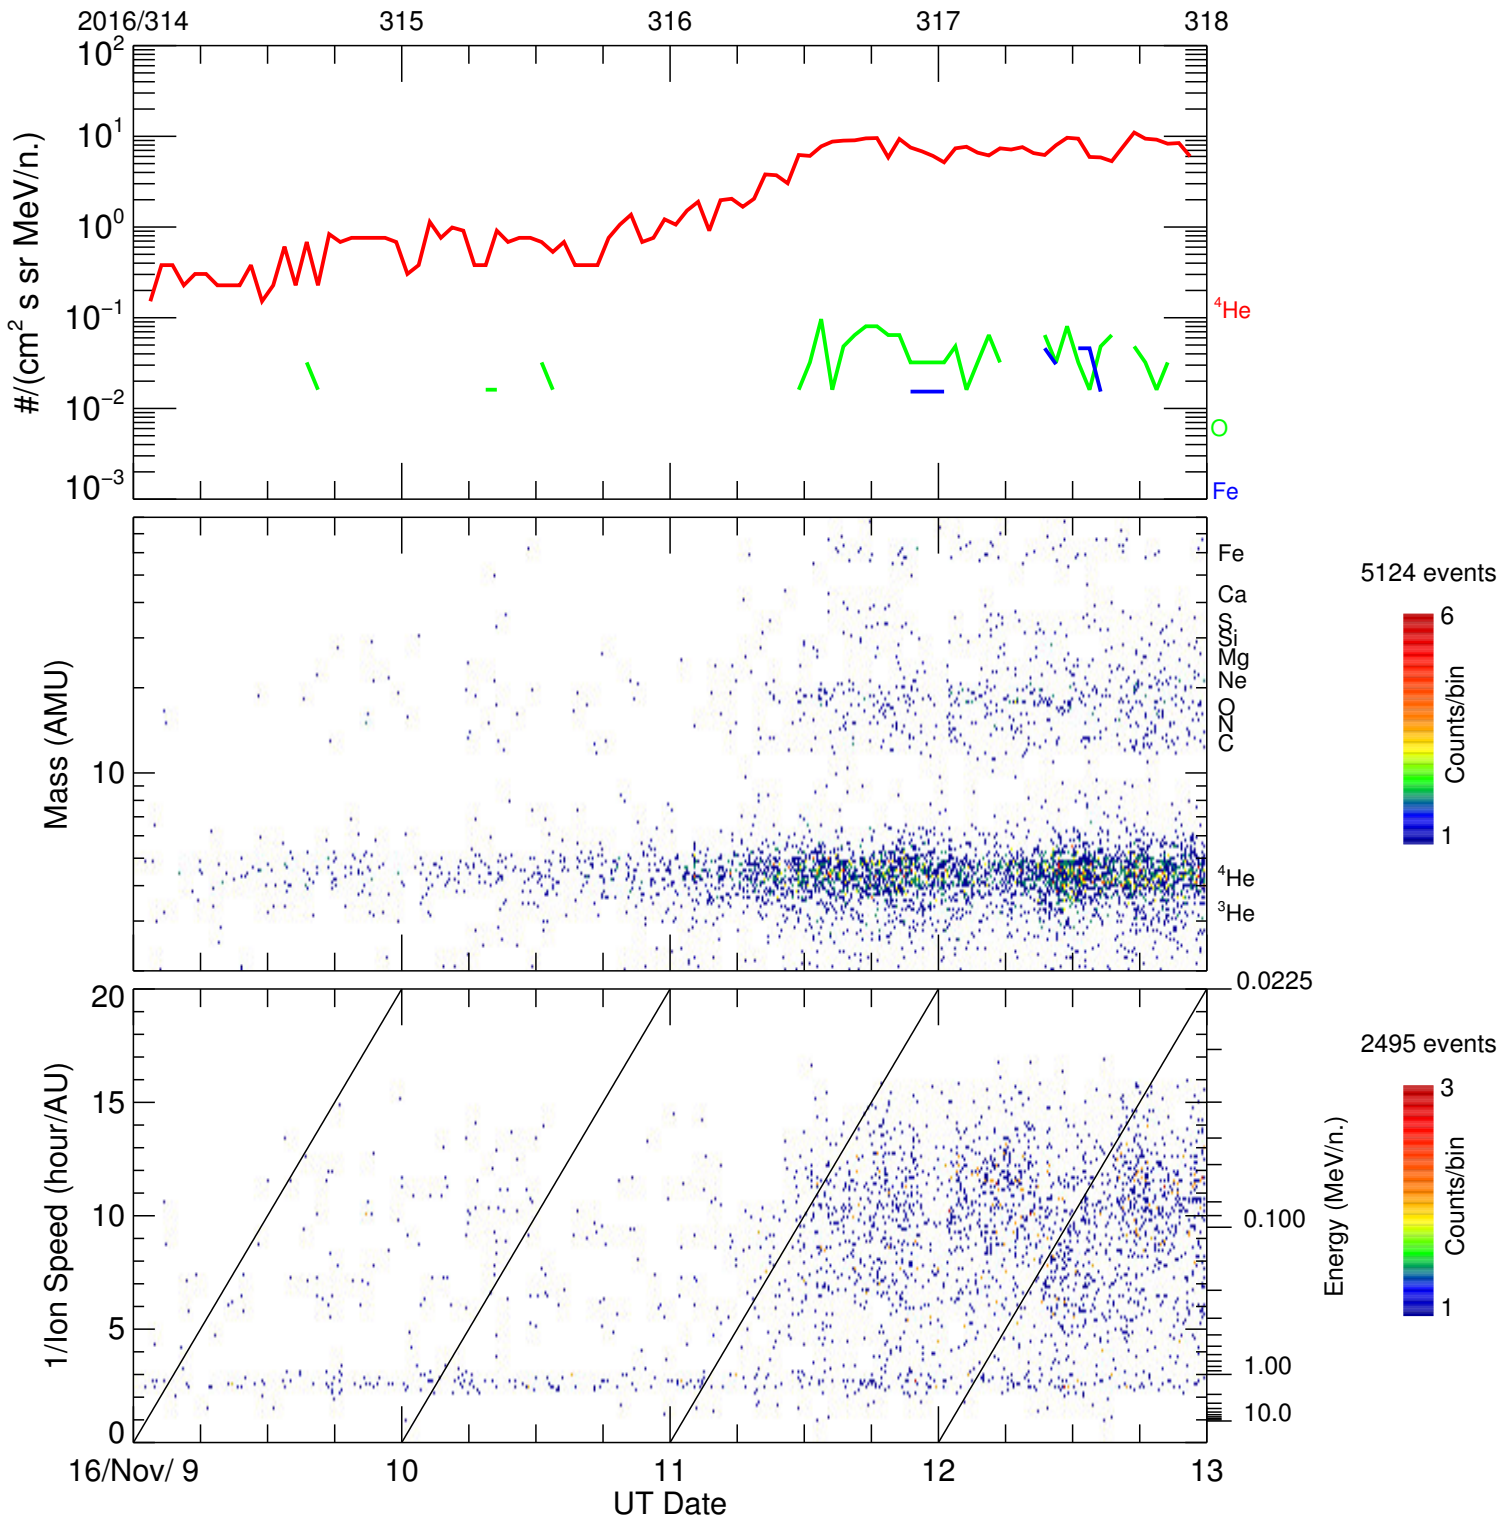 2016/314 315 316 317 318
10² 
10¹
10⁰
10⁻¹
10⁻²
10⁻³
#/(cm² s sr MeV/n.)
⁴He
O
Fe
Mass (AMU)
10
Fe
Ca
S
Si
Mg
Ne
O
N
C
⁴He
³He
5124 events
6
1
Counts/bin
1/Ion Speed (hour/AU)
20
15
10
5
0
0.0225
0.100
1.00
10.0
Energy (MeV/n.)
2495 events
3
1
Counts/bin
16/Nov/ 9 10 11 12 13
UT Date